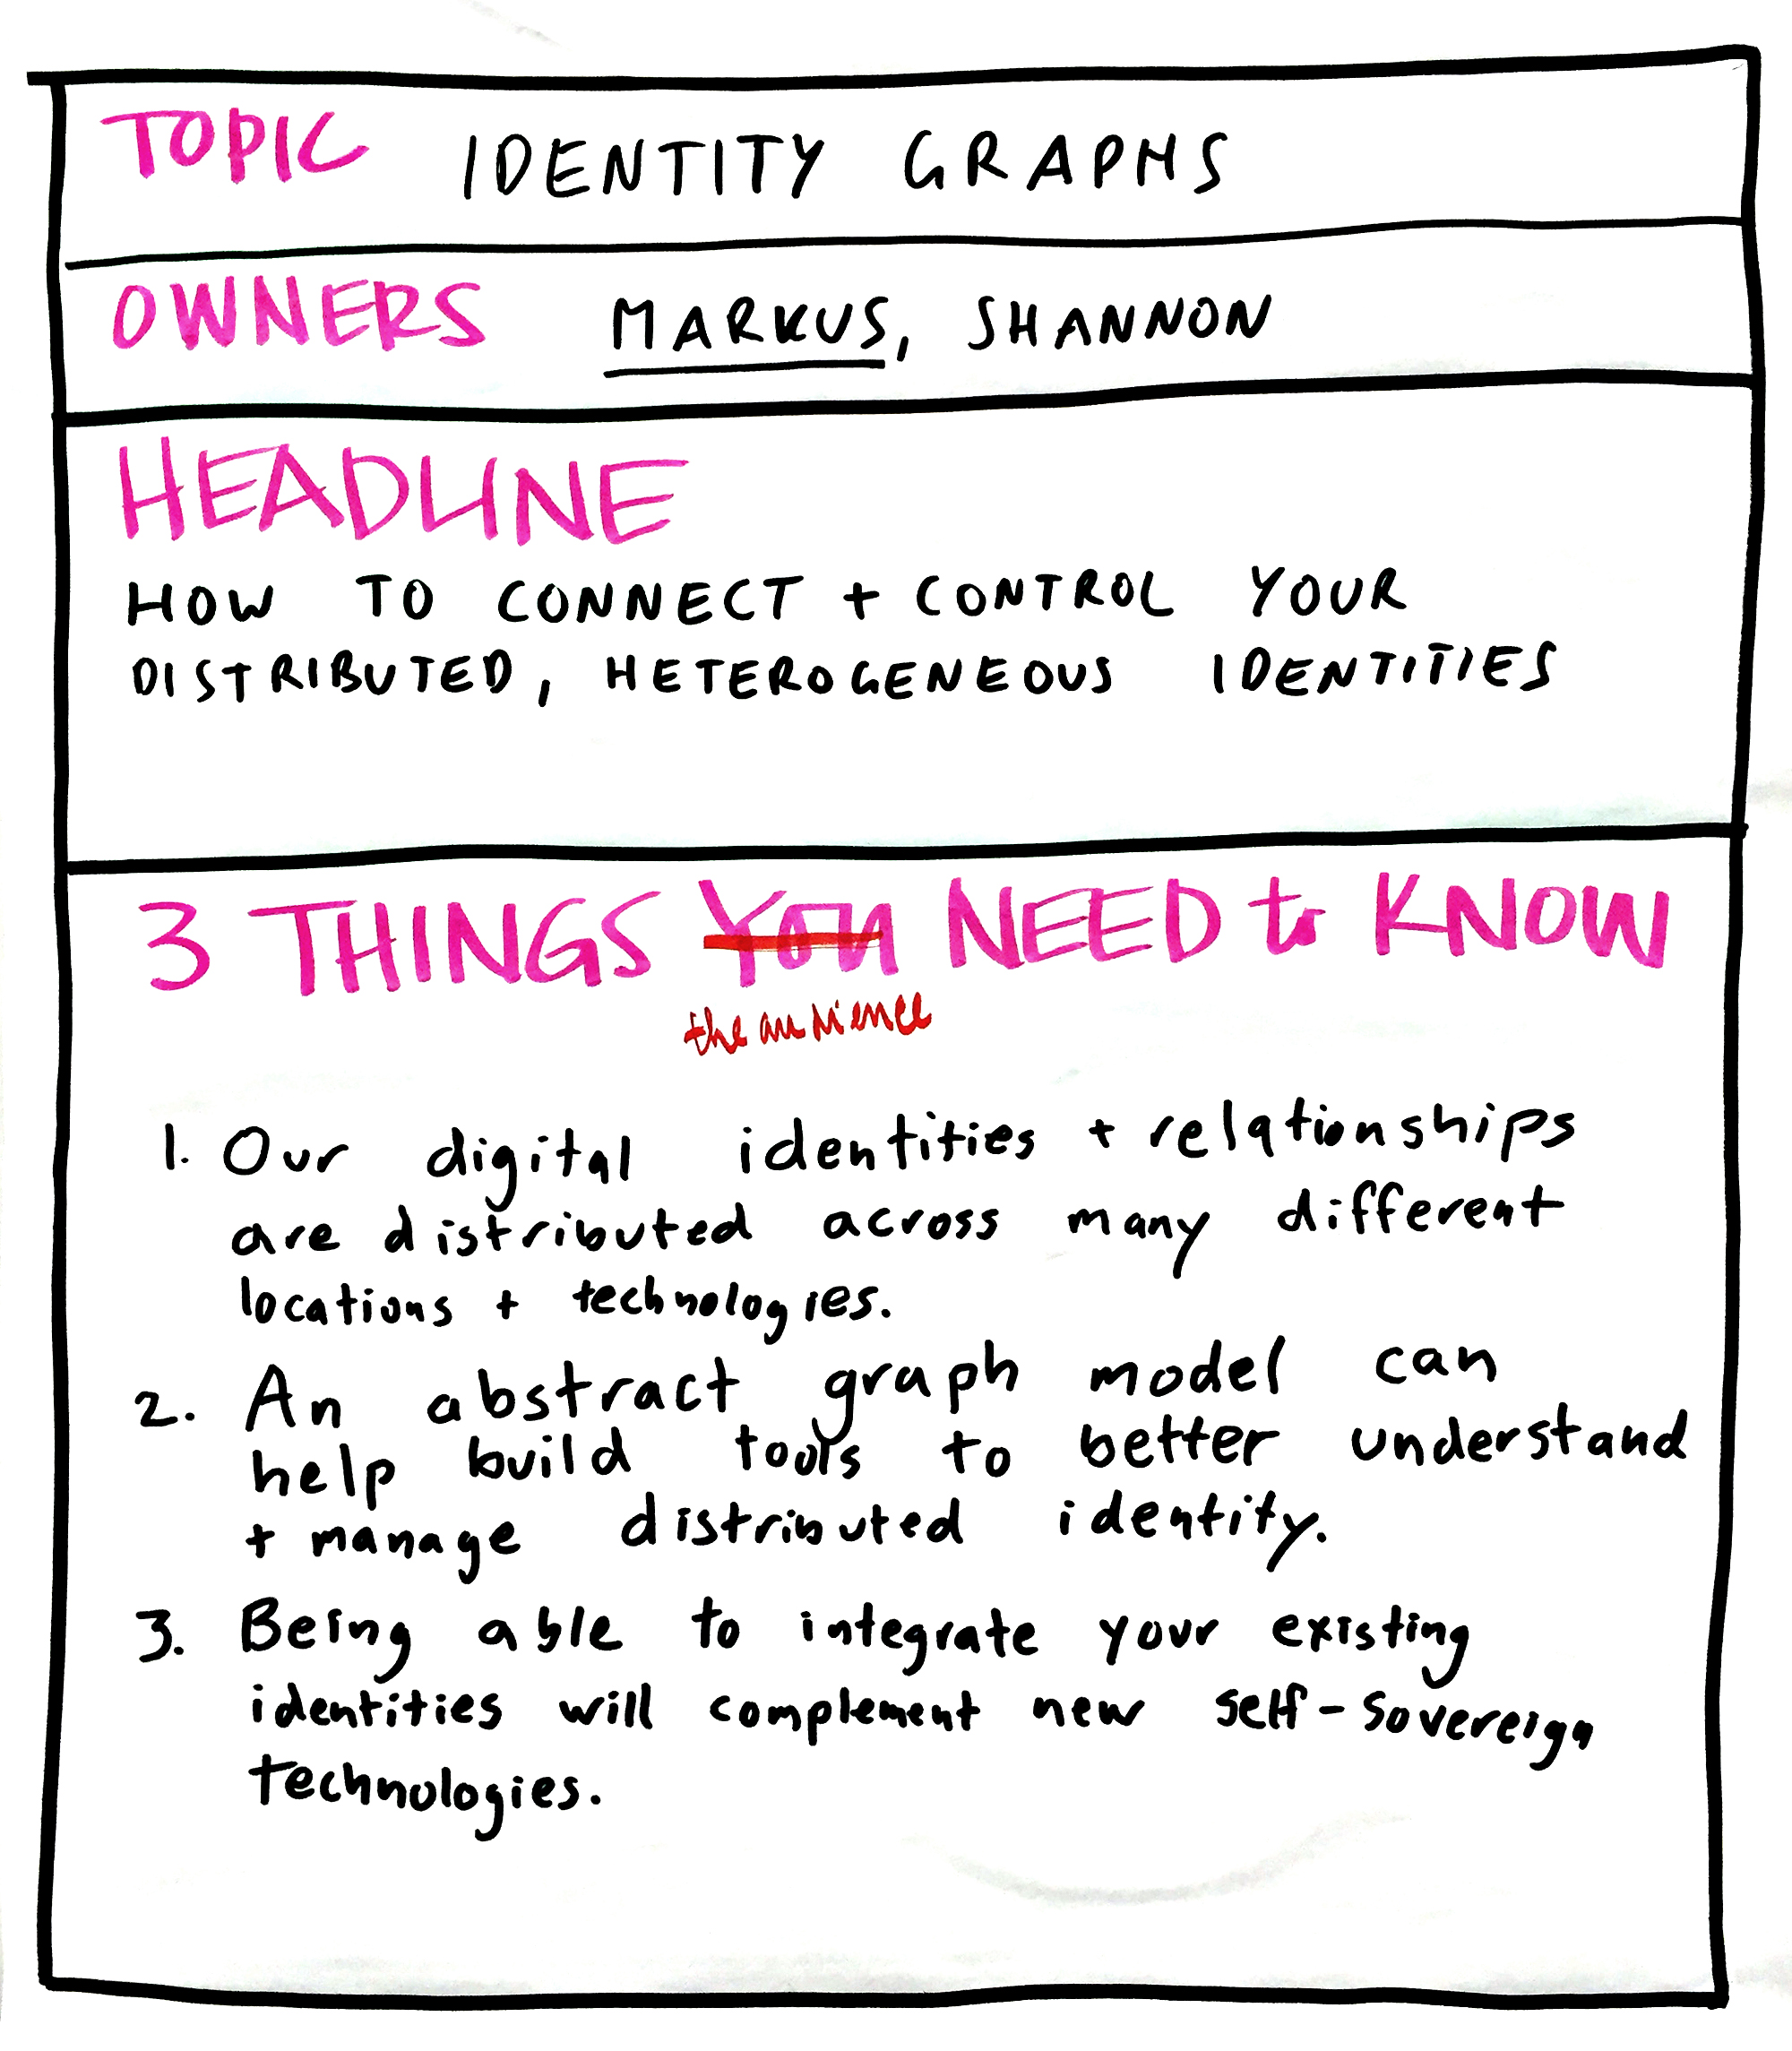 TOPIC IDENTITY GRAPHS
OWNERS MARKUS, SHANNON
HEADLINE
HOW TO CONNECT + CONTROL YOUR
DISTRIBUTED, HETEROGENEOUS IDENTITIES
3 THINGS YOU NEED to KNOW
the audience
1. Our digital identities + relationships
are distributed across many different
locations + technologies.
2. An abstract graph model can
help build tools to better understand
+ manage distributed identity.
3. Being able to integrate your existing
identities will complement new self-sovereign
technologies.